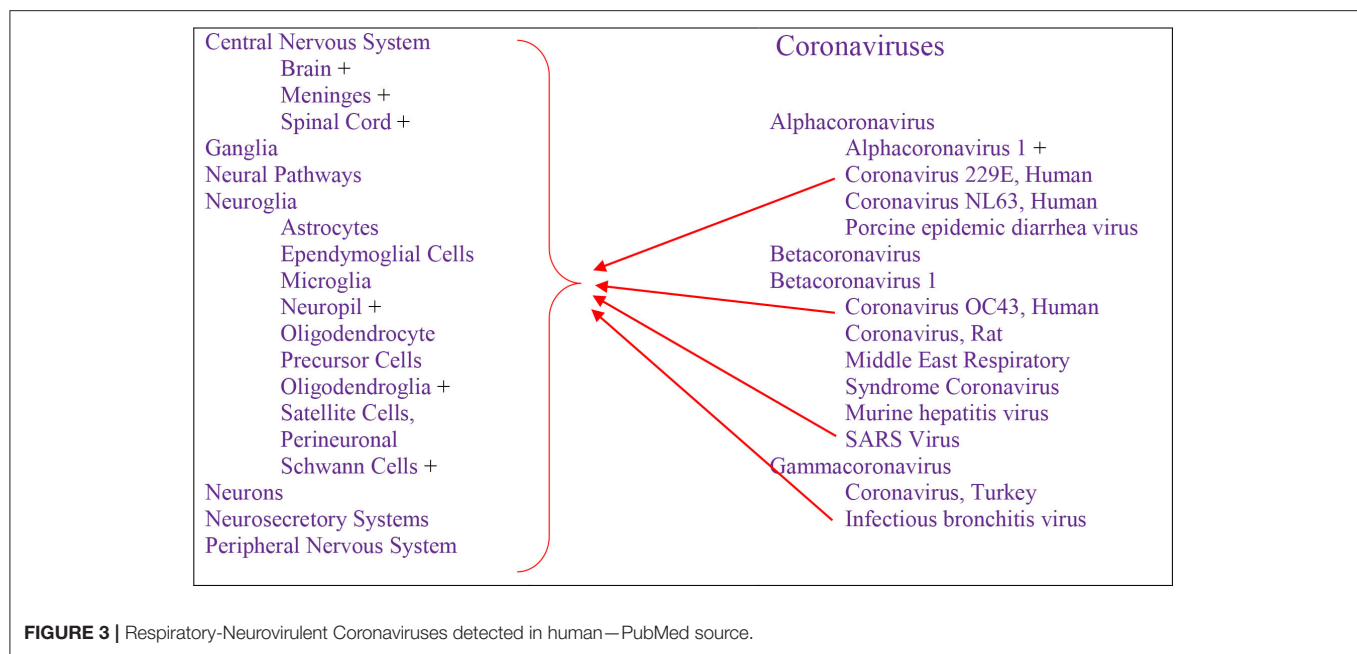 Central Nervous System
Brain +
Meninges +
Spinal Cord +
Ganglia
Neural Pathways
Neuroglia
Astrocytes
Ependymoglial Cells
Microglia
Neuropil +
Oligodendrocyte
Precursor Cells
Oligodendroglia +
Satellite Cells,
Perineuronal
Schwann Cells +
Neurons
Neurosecretory Systems
Peripheral Nervous System
Coronaviruses
Alphacoronavirus
Alphacoronavirus 1 +
Coronavirus 229E, Human
Coronavirus NL63, Human
Porcine epidemic diarrhea virus
Betacoronavirus
Betacoronavirus 1
Coronavirus OC43, Human
Coronavirus, Rat
Middle East Respiratory
Syndrome Coronavirus
Murine hepatitis virus
SARS Virus
Gammacoronavirus
Coronavirus, Turkey
Infectious bronchitis virus
FIGURE 3 | Respiratory-Neurovirulent Coronaviruses detected in human—PubMed source.